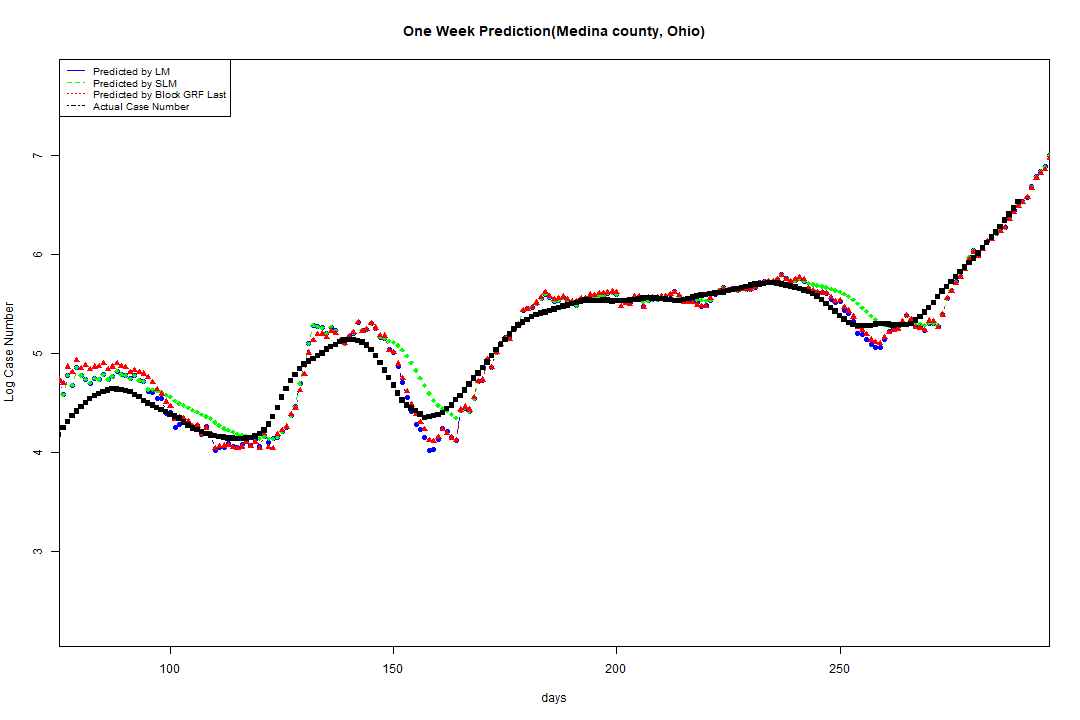 One Week Prediction(Medina county, Ohio)
Predicted by LM
Predicted by SLM
Predicted by Block GRF Last
Actual Case Number
7
6
5
4
3
Log Case Number
100 150 200 250
days